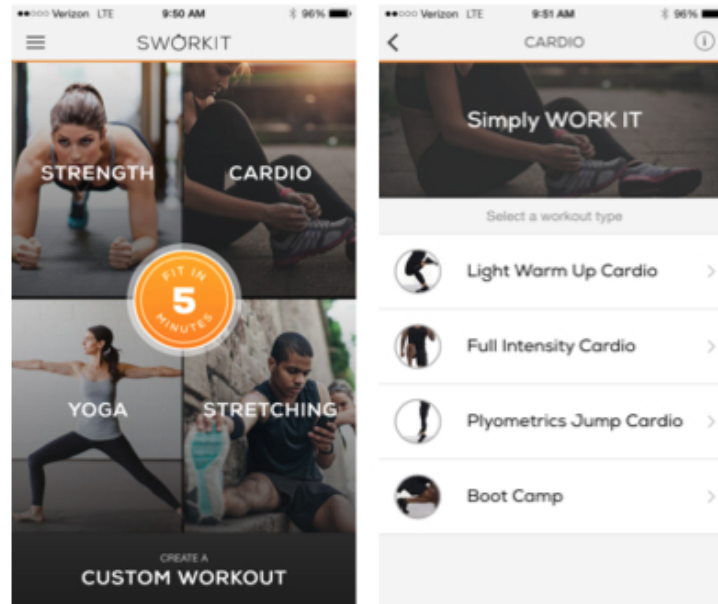 Verizon LTE 9:50 AM 96%
SWORKIT
STRENGTH
CARDIO
FIT IN
5
MINUTES
YOGA
STRETCHING
CREATE A
CUSTOM WORKOUT
Verizon LTE 9:51 AM 96%
CARDIO
Simply WORK IT
Select a workout type
Light Warm Up Cardio
Full Intensity Cardio
Plyometrics Jump Cardio
Boot Camp